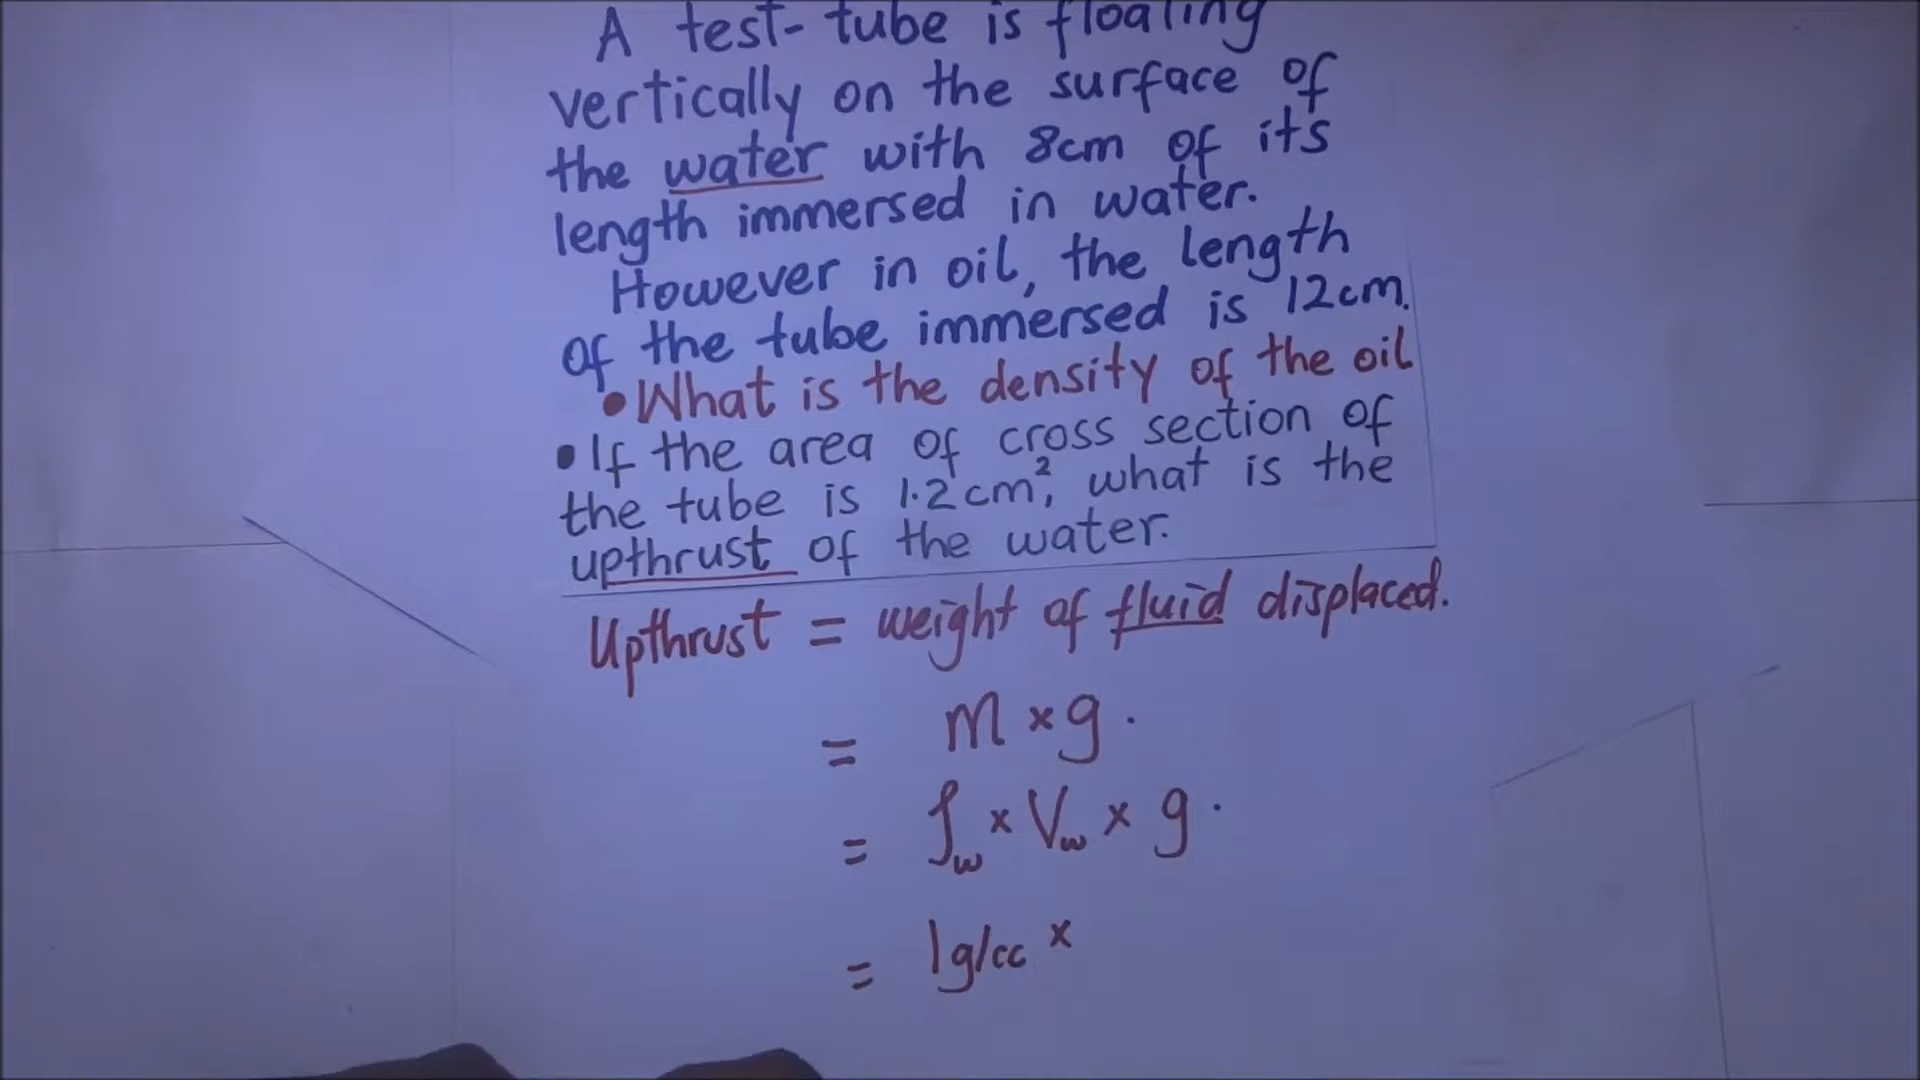 A test-tube is floating
vertically on the surface of
the water with 8cm of its
length immersed in water.
However in oil, the length
of the tube immersed is 12cm.
•What is the density of the oil
•If the area of cross section of
the tube is 1.2cm², what is the
upthrust of the water.
Upthrust = weight of fluid displaced.
= m × g.
= ρw × Vw × g.
= 1g/cc ×